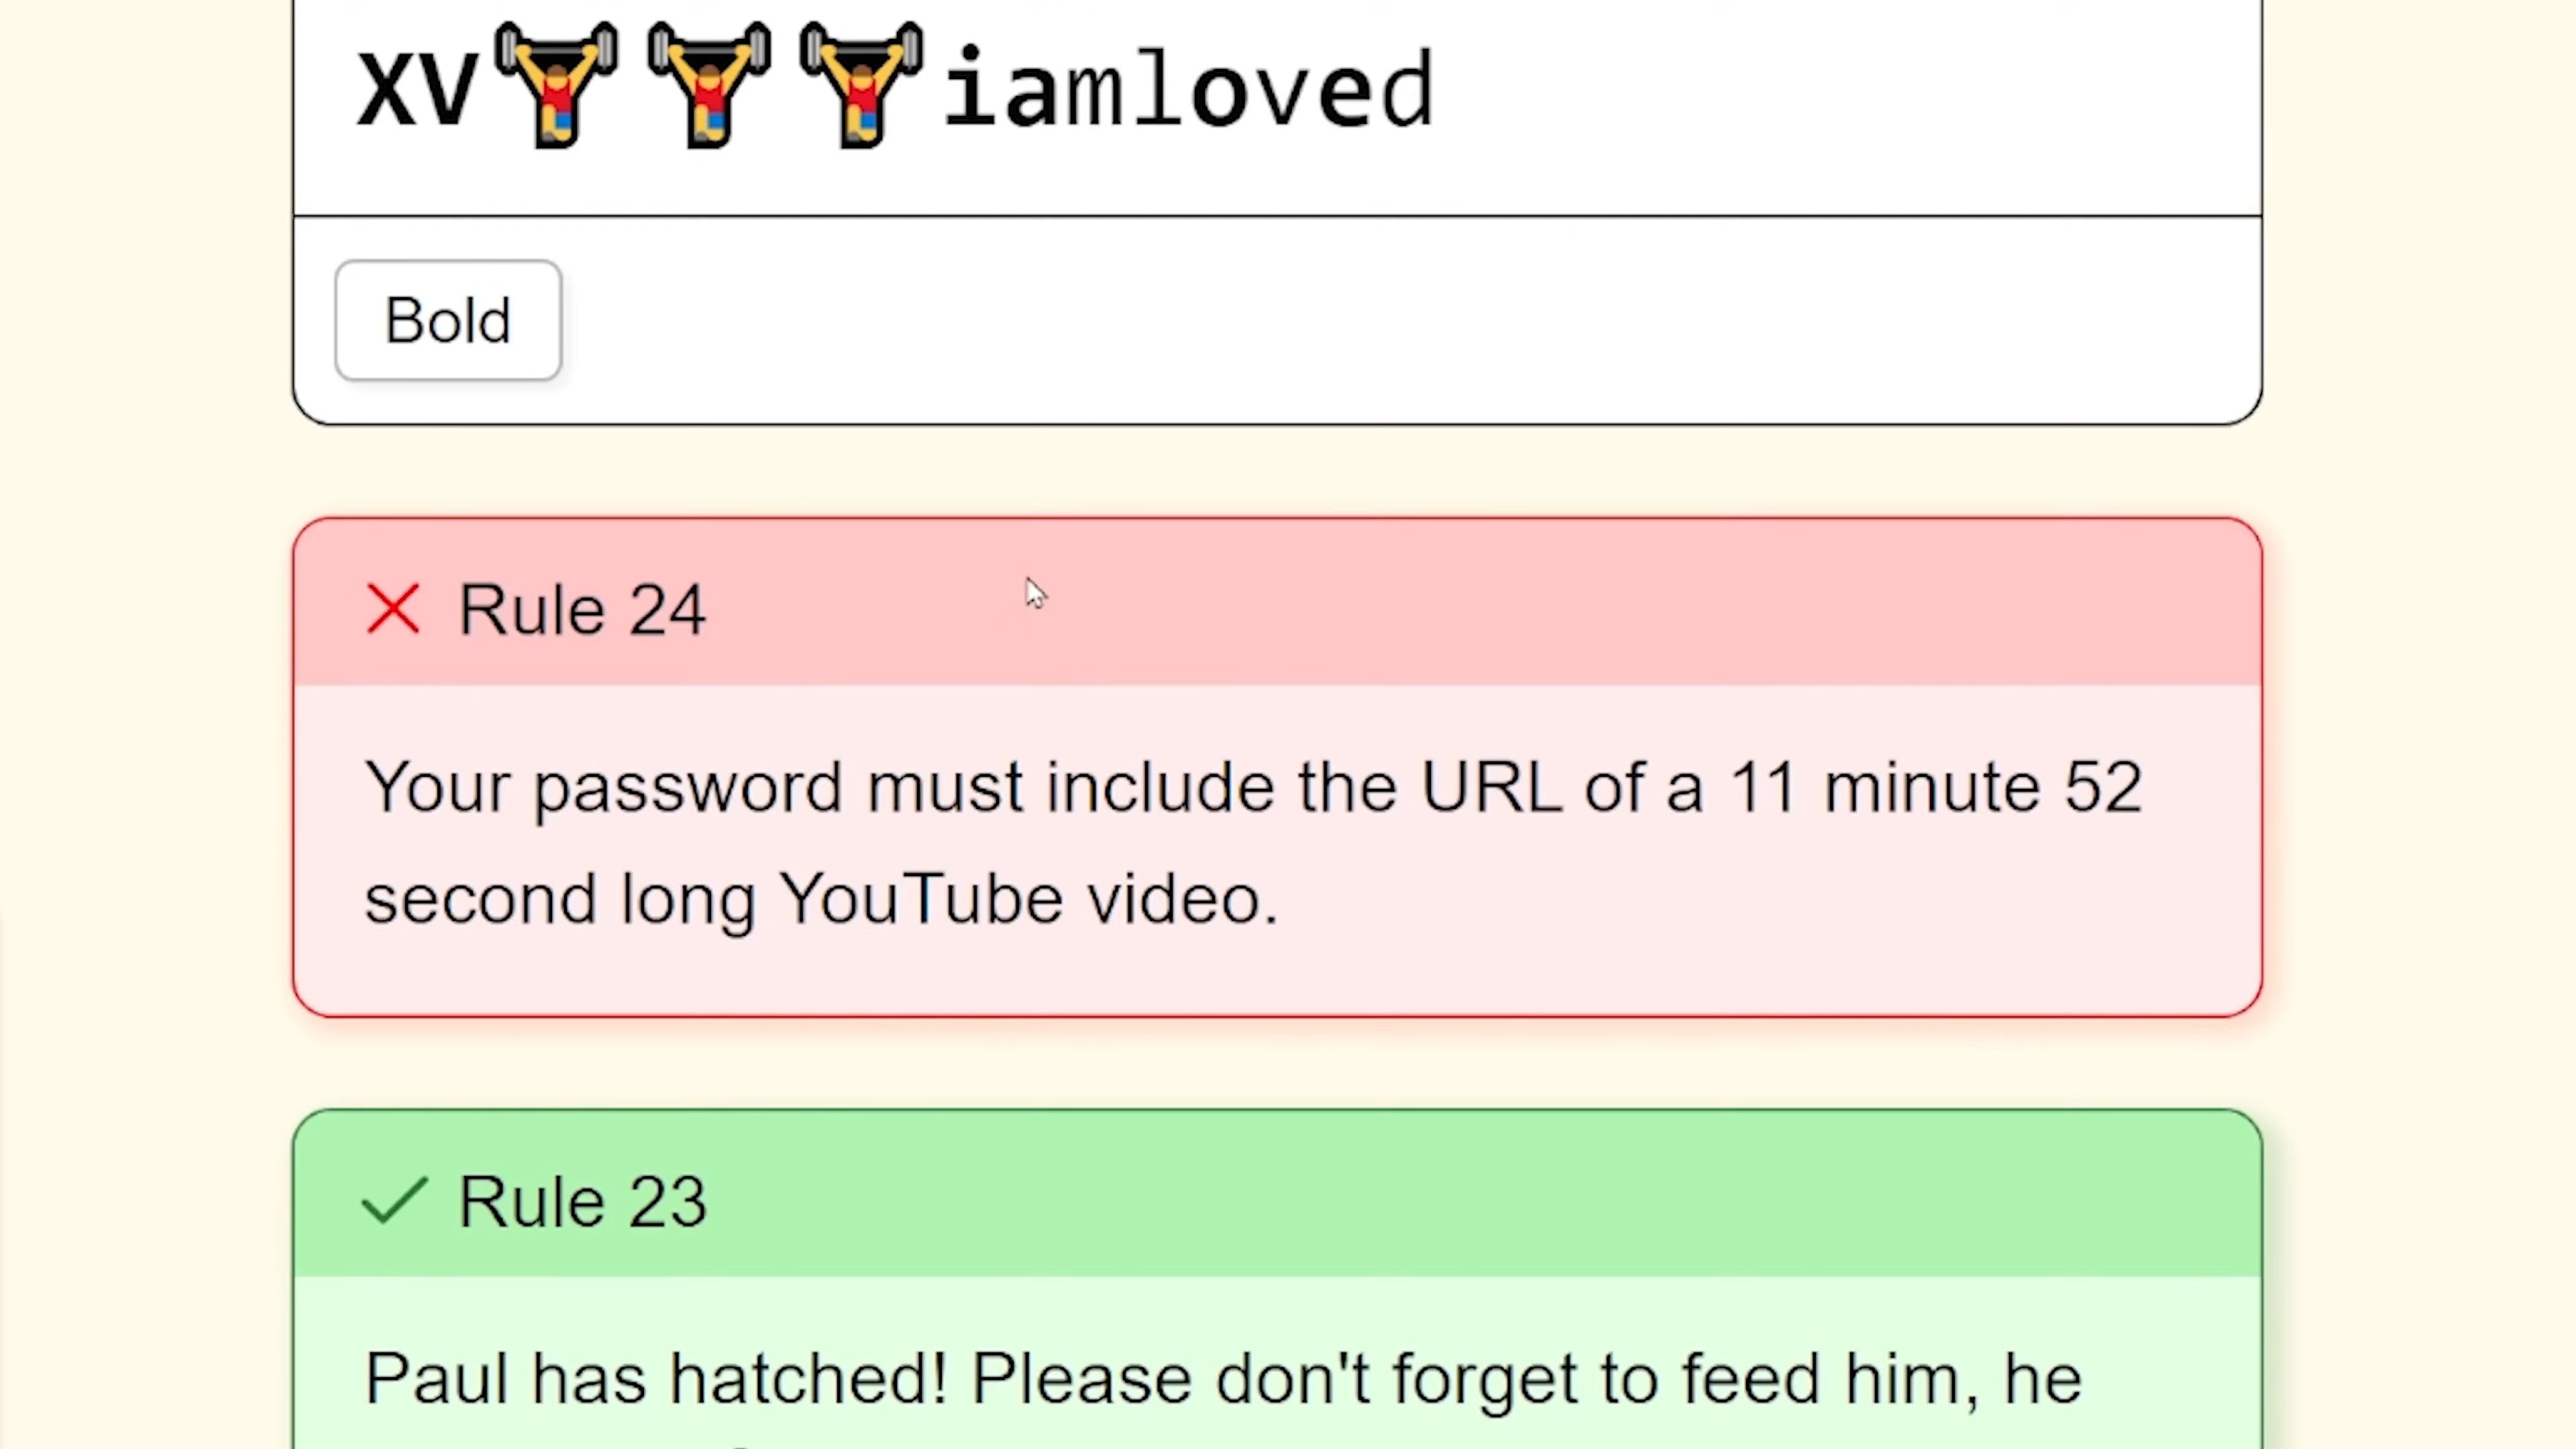 XV🏋️🏋️🏋️iamloved
Bold
Rule 24
Your password must include the URL of a 11 minute 52
second long YouTube video.
Rule 23
Paul has hatched! Please don't forget to feed him, he